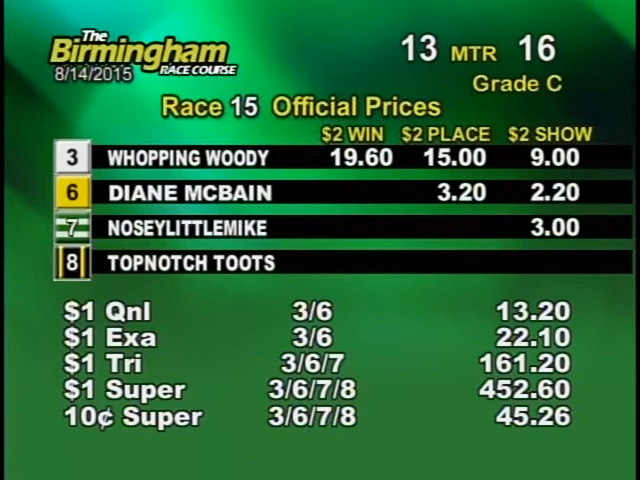 The
Birmingham
RACE COURSE
8/14/2015
13 MTR 16
Grade C
Race 15 Official Prices
$2 WIN $2 PLACE $2 SHOW
3 WHOPPING WOODY 19.60 15.00 9.00
6 DIANE MCBAIN 3.20 2.20
7 NOSEYLITTLEMIKE 3.00
8 TOPNOTCH TOOTS
$1 Qnl 3/6 13.20
$1 Exa 3/6 22.10
$1 Tri 3/6/7 161.20
$1 Super 3/6/7/8 452.60
10¢ Super 3/6/7/8 45.26